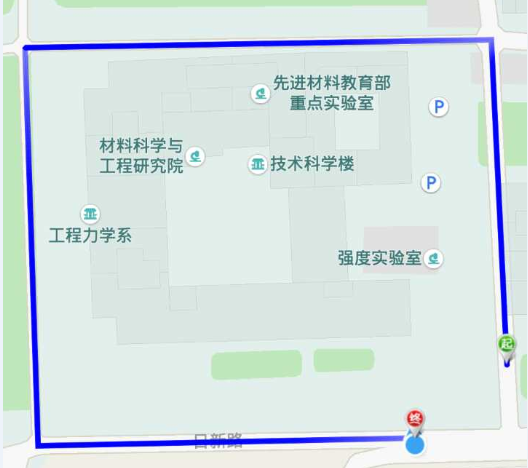 先进材料教育部
重点实验室
P
材料科学与
工程研究院
技术科学楼
P
工程力学系
强度实验室
起
终
日新路